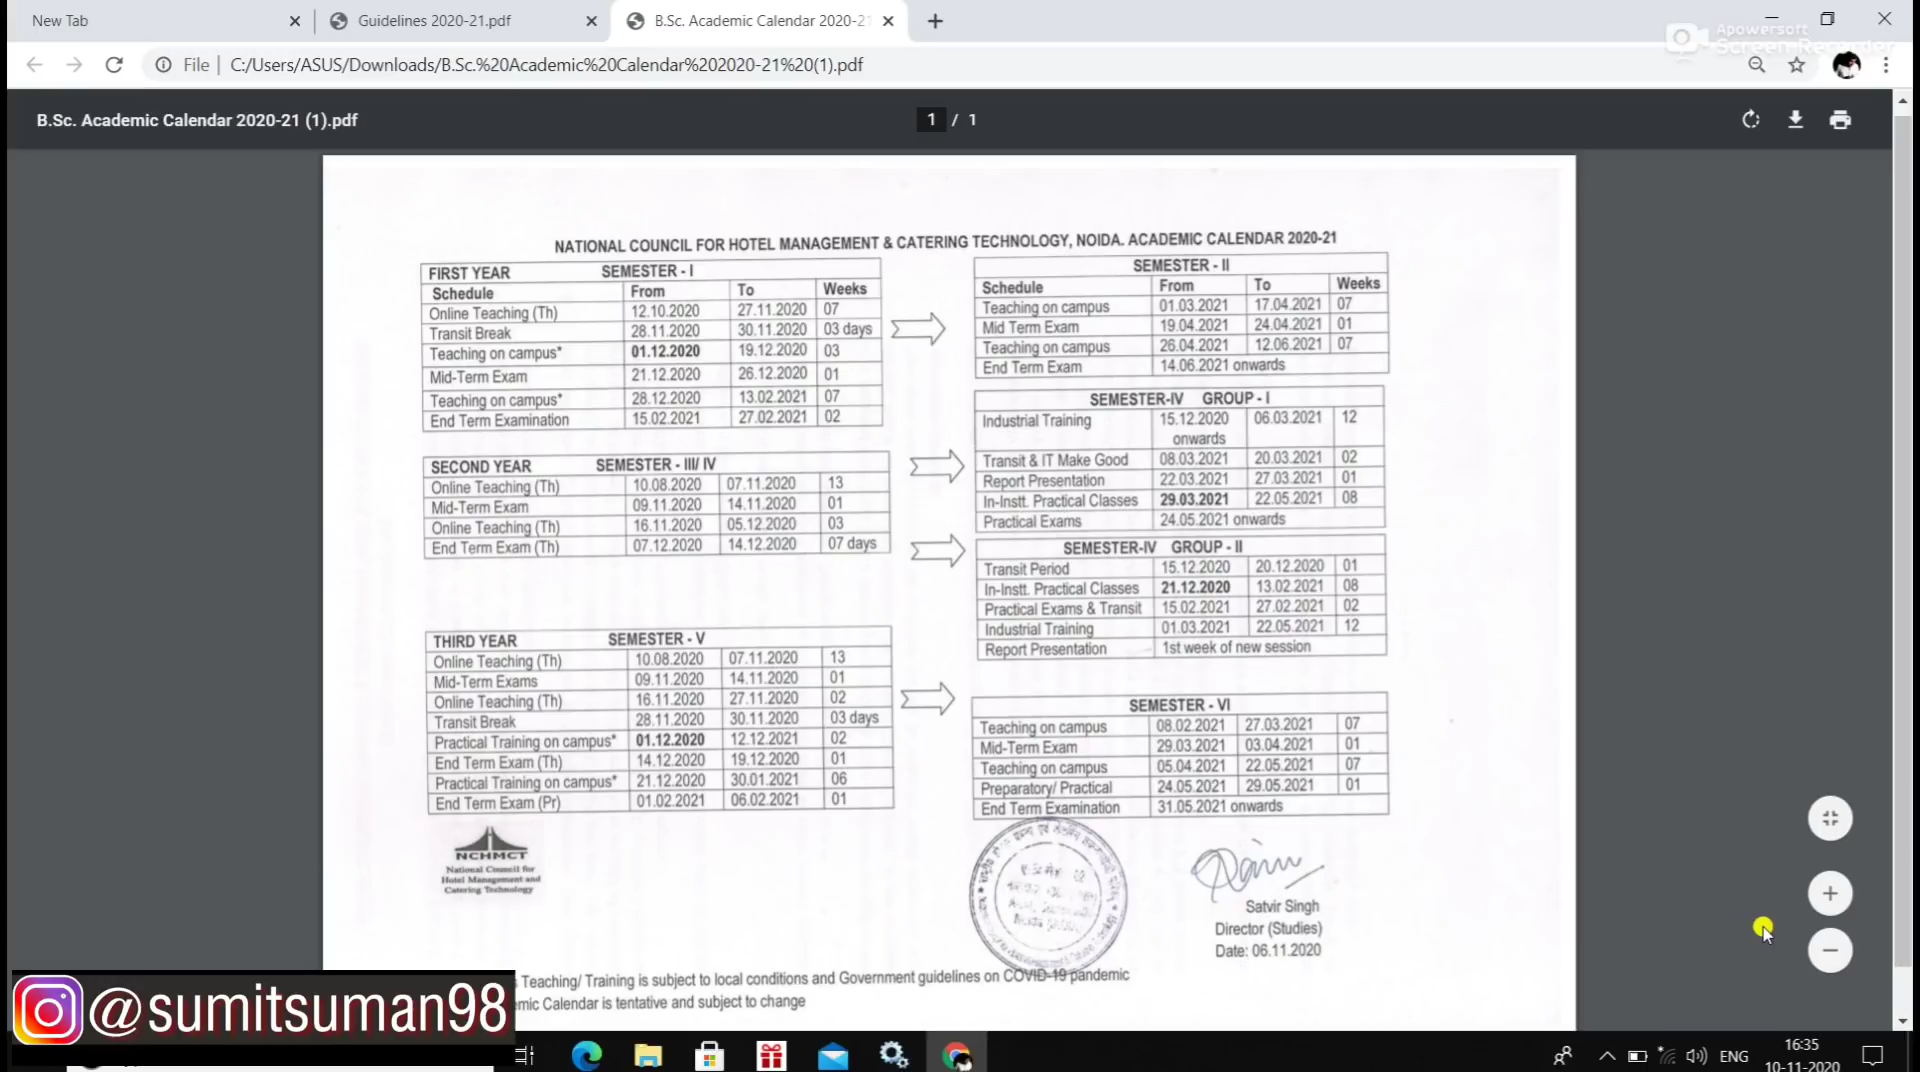 New Tab
Guidelines 2020-21.pdf
B.Sc. Academic Calendar 2020-21
Apowersoft
Screen Recorder
File | C:/Users/ASUS/Downloads/B.Sc.%20Academic%20Calendar%202020-21%20(1).pdf
B.Sc. Academic Calendar 2020-21 (1).pdf
1 / 1
NATIONAL COUNCIL FOR HOTEL MANAGEMENT & CATERING TECHNOLOGY, NOIDA. ACADEMIC CALENDAR 2020-21
FIRST YEAR SEMESTER - I
Schedule From To Weeks
Online Teaching (Th) 12.10.2020 27.11.2020 07
Transit Break 28.11.2020 30.11.2020 03 days
Teaching on campus* 01.12.2020 19.12.2020 03
Mid-Term Exam 21.12.2020 26.12.2020 01
Teaching on campus* 28.12.2020 13.02.2021 07
End Term Examination 15.02.2021 27.02.2021 02
SEMESTER - II
Schedule From To Weeks
Teaching on campus 01.03.2021 17.04.2021 07
Mid Term Exam 19.04.2021 24.04.2021 01
Teaching on campus 26.04.2021 12.06.2021 07
End Term Exam 14.06.2021 onwards
SECOND YEAR SEMESTER - III/ IV
Online Teaching (Th) 10.08.2020 07.11.2020 13
Mid-Term Exam 09.11.2020 14.11.2020 01
Online Teaching (Th) 16.11.2020 05.12.2020 03
End Term Exam (Th) 07.12.2020 14.12.2020 07 days
SEMESTER-IV GROUP - I
Industrial Training 15.12.2020 06.03.2021 12
onwards
Transit & IT Make Good 08.03.2021 20.03.2021 02
Report Presentation 22.03.2021 27.03.2021 01
In-Instt. Practical Classes 29.03.2021 22.05.2021 08
Practical Exams 24.05.2021 onwards
SEMESTER-IV GROUP - II
Transit Period 15.12.2020 20.12.2020 01
In-Instt. Practical Classes 21.12.2020 13.02.2021 08
Practical Exams & Transit 15.02.2021 27.02.2021 02
Industrial Training 01.03.2021 22.05.2021 12
Report Presentation 1st week of new session
THIRD YEAR SEMESTER - V
Online Teaching (Th) 10.08.2020 07.11.2020 13
Mid-Term Exams 09.11.2020 14.11.2020 01
Online Teaching (Th) 16.11.2020 27.11.2020 02
Transit Break 28.11.2020 30.11.2020 03 days
Practical Training on campus* 01.12.2020 12.12.2021 02
End Term Exam (Th) 14.12.2020 19.12.2020 01
Practical Training on campus* 21.12.2020 30.01.2021 06
End Term Exam (Pr) 01.02.2021 06.02.2021 01
SEMESTER - VI
Teaching on campus 08.02.2021 27.03.2021 07
Mid-Term Exam 29.03.2021 03.04.2021 01
Teaching on campus 05.04.2021 22.05.2021 07
Preparatory/ Practical 24.05.2021 29.05.2021 01
End Term Examination 31.05.2021 onwards
NCHMCT
National Council for
Hotel Management and
Catering Technology
Satvir Singh
Director (Studies)
Date: 06.11.2020
Teaching/ Training is subject to local conditions and Government guidelines on COVID-19 pandemic
mic Calendar is tentative and subject to change
@sumitsuman98
ENG
16:35
10-11-2020